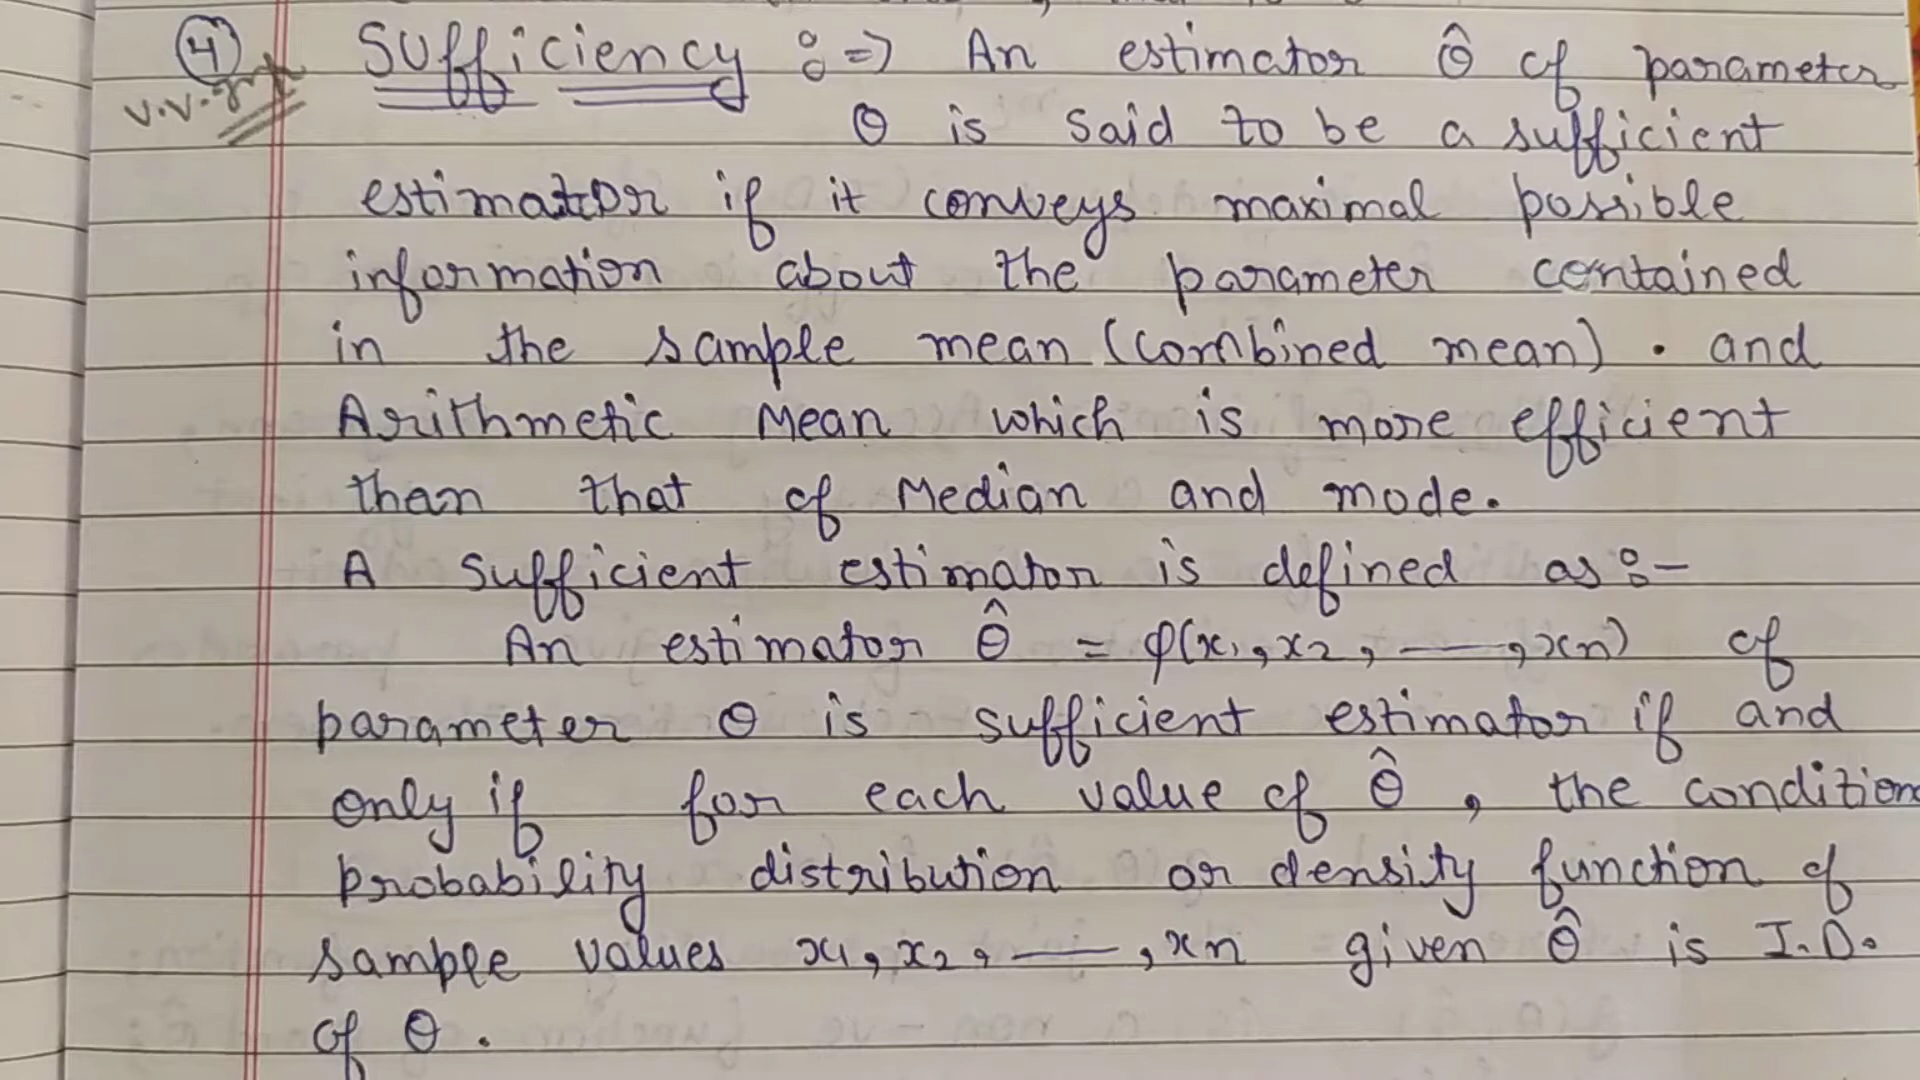 4 Sufficiency :⇒ An estimator θ̂ of parameter
v.v.Imp θ is said to be a sufficient
estimator if it conveys maximal possible
information about the parameter contained
in the sample mean (combined mean). and
Arithmetic Mean which is more efficient
than that of Median and mode.
A sufficient estimator is defined as:-
An estimator θ̂ = φ(x1, x2, —, xn) of
parameter θ is sufficient estimator if and
only if for each value of θ̂, the condition
probability distribution or density function of
sample values x1, x2, —, xn given θ̂ is I.D.
of θ.